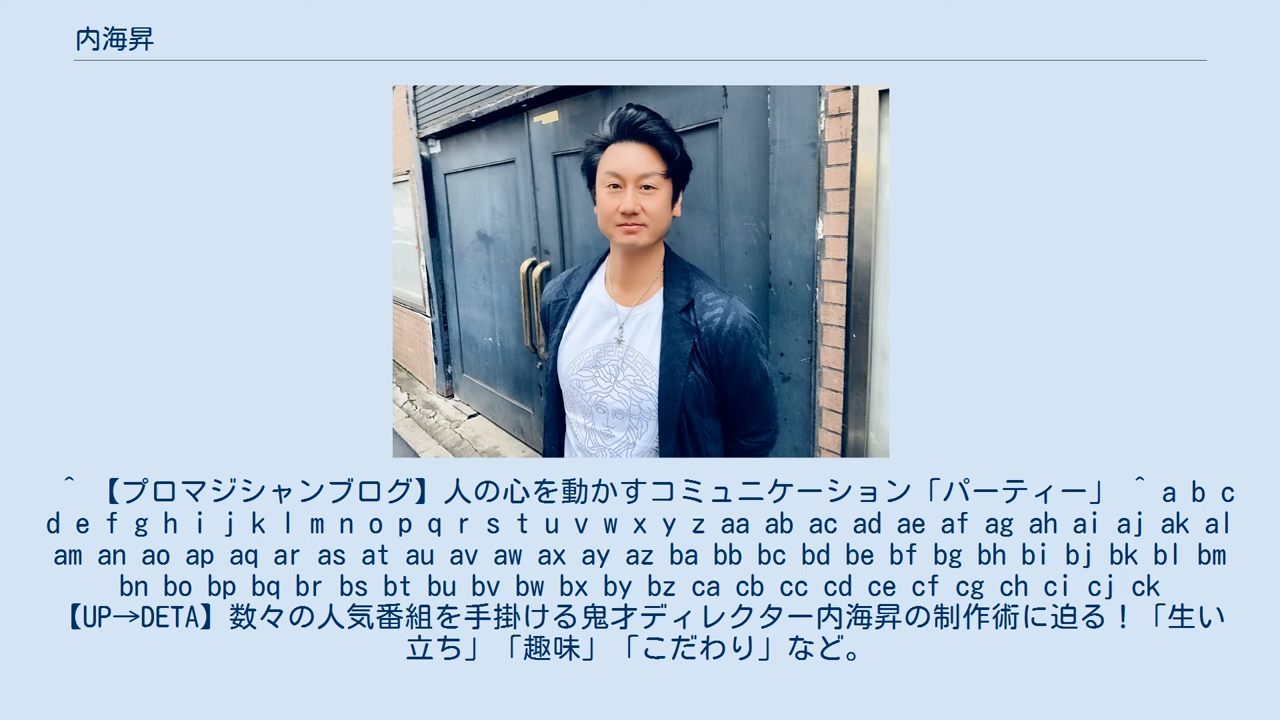 内海昇
^ 【プロマジシャンブログ】人の心を動かすコミュニケーション「パーティー」 ^ a b c
d e f g h i j k l m n o p q r s t u v w x y z aa ab ac ad ae af ag ah ai aj ak al
am an ao ap aq ar as at au av aw ax ay az ba bb bc bd be bf bg bh bi bj bk bl bm
bn bo bp bq br bs bt bu bv bw bx by bz ca cb cc cd ce cf cg ch ci cj ck
【UP→DETA】数々の人気番組を手掛ける鬼才ディレクター内海昇の制作術に迫る！「生い
立ち」「趣味」「こだわり」など。